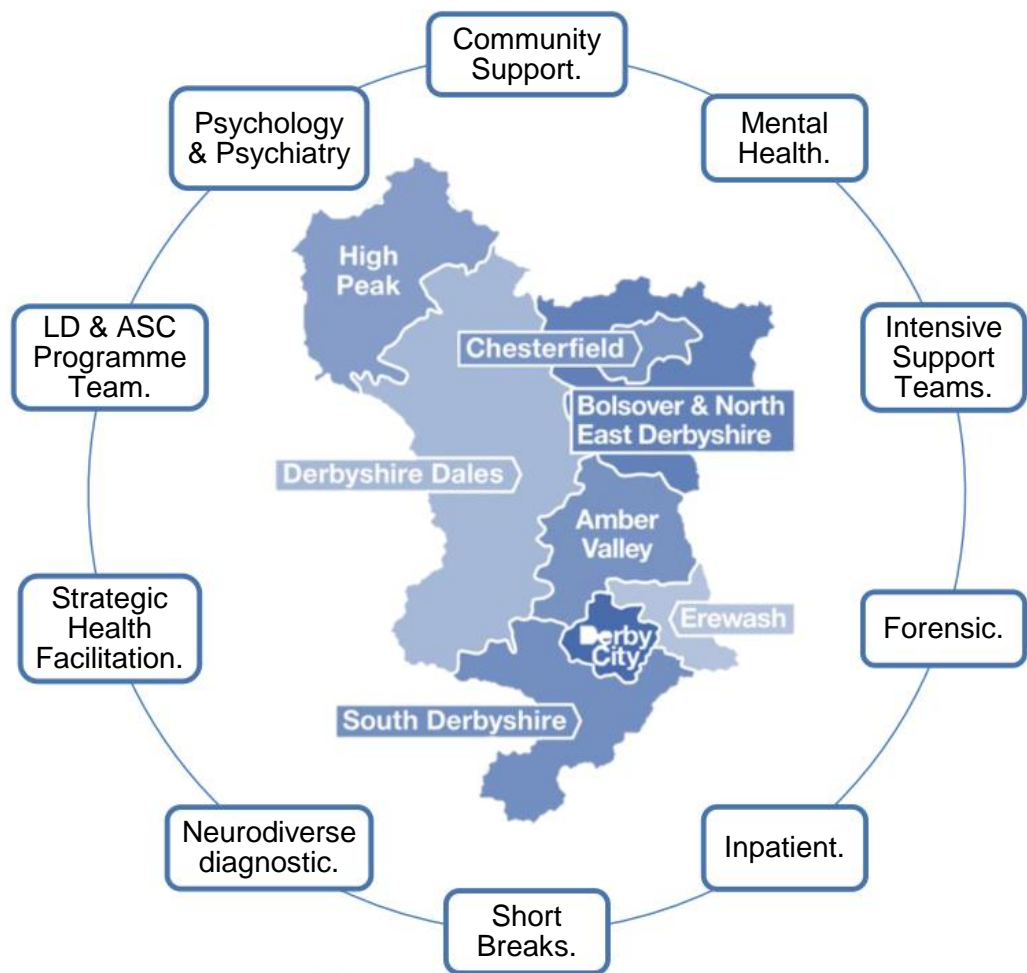 Community
Support.
Mental
Health.
Intensive
Support
Teams.
Forensic.
Inpatient.
Short
Breaks.
Neurodiverse
diagnostic.
Strategic
Health
Facilitation.
LD & ASC
Programme
Team.
Psychology
& Psychiatry
High
Peak
Chesterfield
Bolsover & North
East Derbyshire
Derbyshire Dales
Amber
Valley
Erewash
Derby
City
South Derbyshire